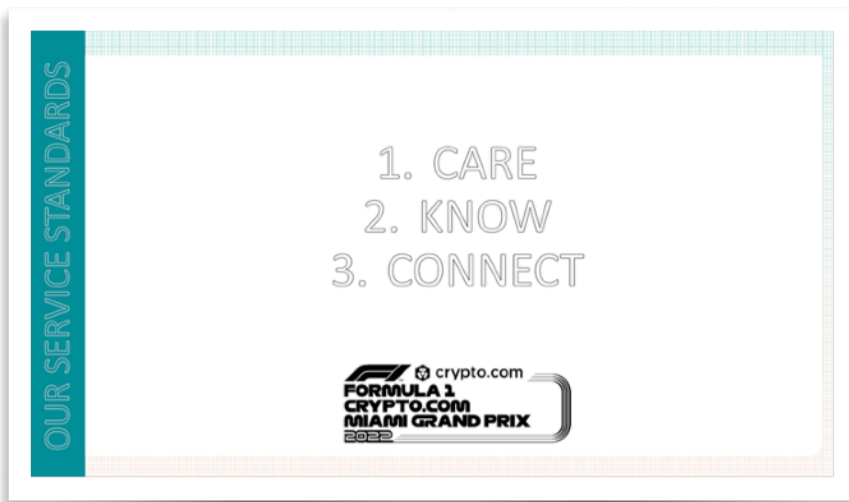 OUR SERVICE STANDARDS
1. CARE
2. KNOW
3. CONNECT
F1
crypto.com
FORMULA 1
CRYPTO.COM
MIAMI GRAND PRIX
2022